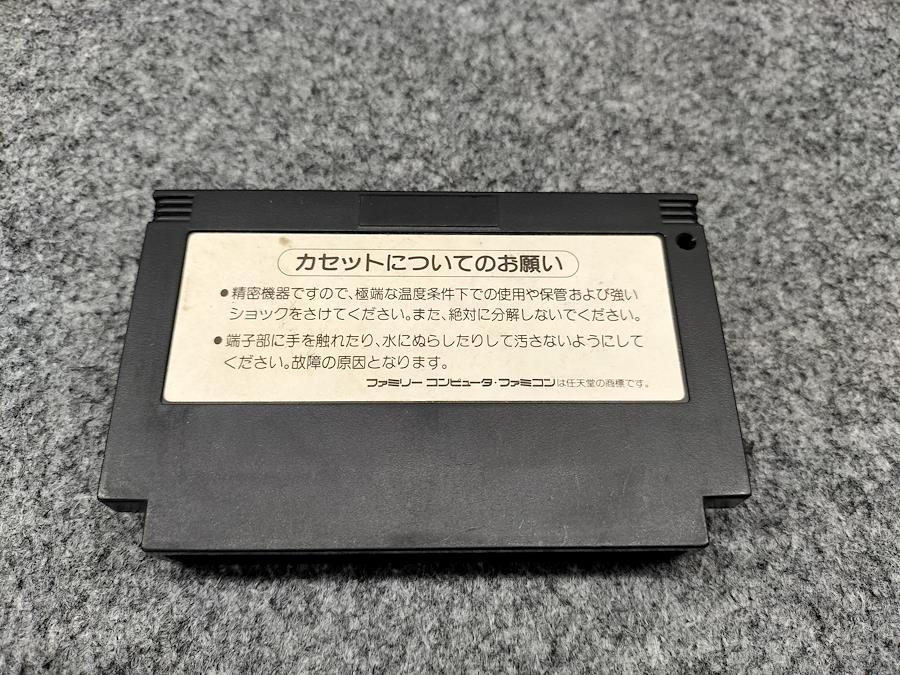 カセットについてのお願い
●精密機器ですので、極端な温度条件下での使用や保管および強い
ショックをさけてください。また、絶対に分解しないでください。
●端子部に手を触れたり、水にぬらしたりして汚さないようにして
ください。故障の原因となります。
ファミリー コンピュータ・ファミコンは任天堂の商標です。